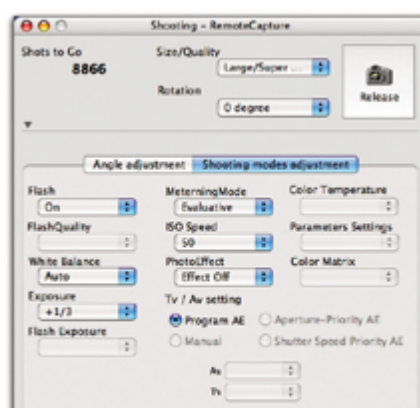 Shooting - RemoteCapture
Shots to Go
8866
Size/Quality
Large/Super ...
Rotation
0 degree
Release
Angle adjustment
Shooting modes adjustment
Flash
On
FlashQuality
White Balance
Auto
Exposure
+1/3
Flash Exposure
MeterningMode
Evaluative
ISO Speed
50
PhotoEffect
Effect Off
Color Temperature
Parameters Settings
Color Matrix
Tv / Av setting
Program AE
Aperture-Priority AE
Manual
Shutter Speed Priority AE
Av
Tv